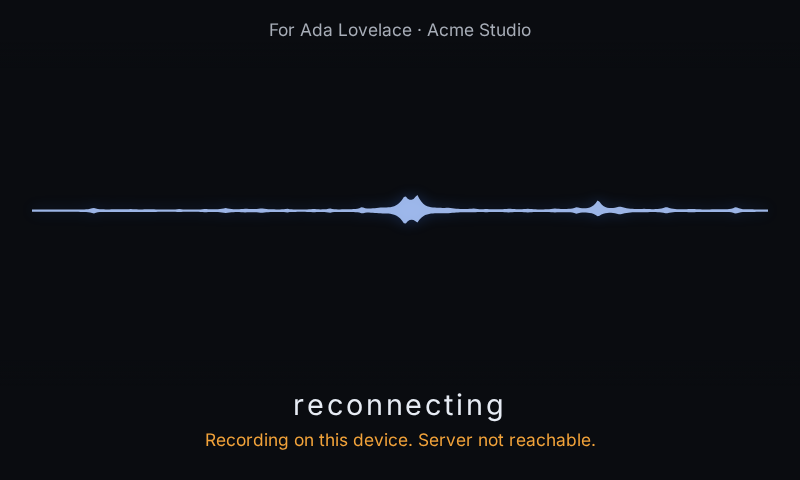 For Ada Lovelace · Acme Studio
reconnecting
Recording on this device. Server not reachable.